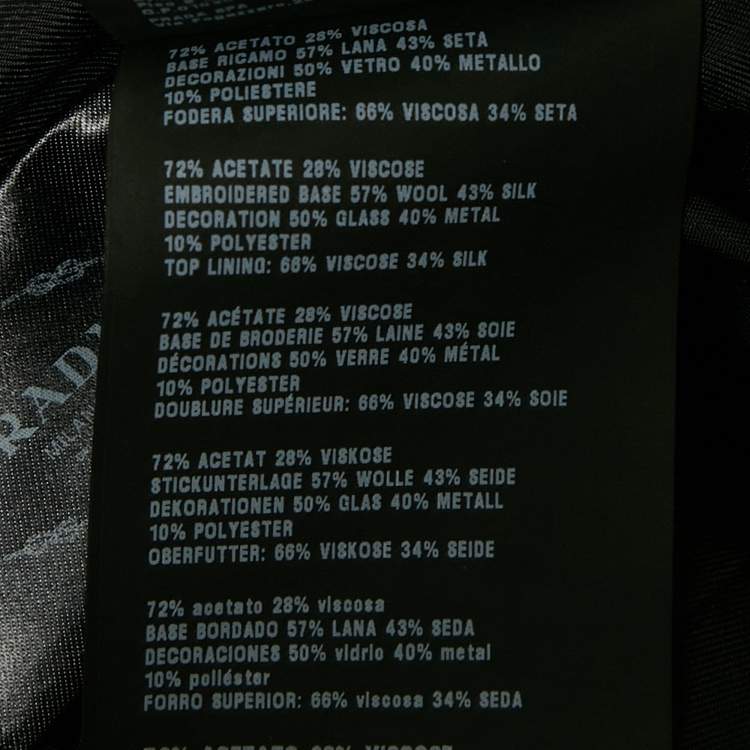 PRADA SPA
72% ACETATO 28% VISCOSA
BASE RICAMO 57% LANA 43% SETA
DECORAZIONI 50% VETRO 40% METALLO
10% POLIESTERE
FODERA SUPERIORE: 66% VISCOSA 34% SETA
72% ACETATE 28% VISCOSE
EMBROIDERED BASE 57% WOOL 43% SILK
DECORATION 50% GLASS 40% METAL
10% POLYESTER
TOP LINING: 66% VISCOSE 34% SILK
72% ACÉTATE 28% VISCOSE
BASE DE BRODERIE 57% LAINE 43% SOIE
DÉCORATIONS 50% VERRE 40% MÉTAL
10% POLYESTER
DOUBLURE SUPÉRIEUR: 66% VISCOSE 34% SOIE
72% ACETAT 28% VISKOSE
STICKUNTERLAGE 57% WOLLE 43% SEIDE
DEKORATIONEN 50% GLAS 40% METALL
10% POLYESTER
OBERFUTTER: 66% VISKOSE 34% SEIDE
72% acetato 28% viscosa
BASE BORDADO 57% LANA 43% SEDA
DECORACIONES 50% vidrio 40% metal
10% poliéster
FORRO SUPERIOR: 66% viscosa 34% SEDA
RAD
MILAN